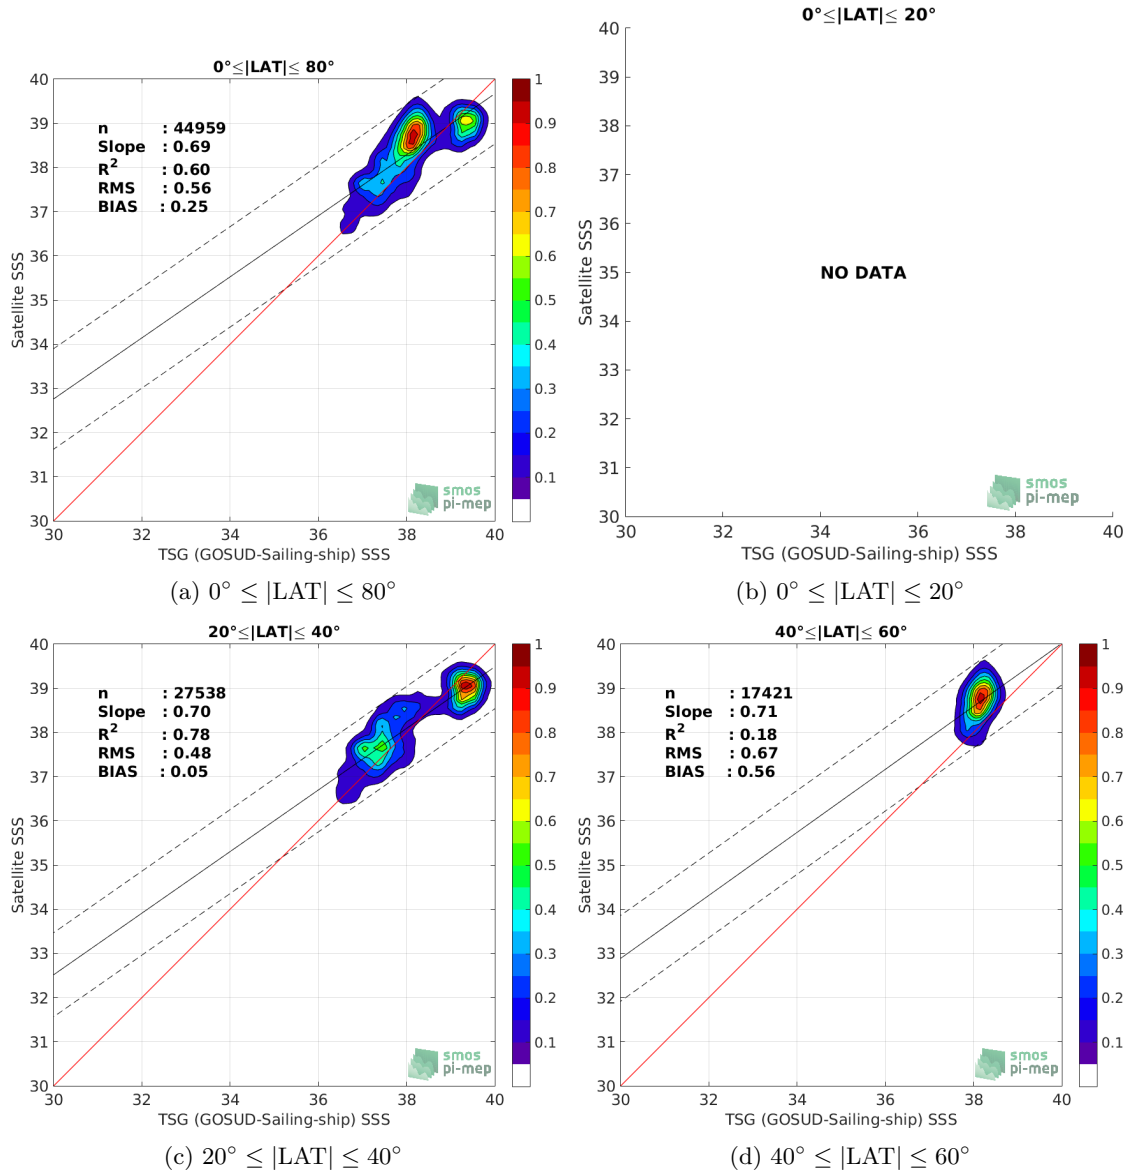 0°≤|LAT|≤ 80°
n : 44959
Slope : 0.69
R² : 0.60
RMS : 0.56
BIAS : 0.25
Satellite SSS
40
39
38
37
36
35
34
33
32
31
30
30 32 34 36 38 40
TSG (GOSUD-Sailing-ship) SSS
1
0.9
0.8
0.7
0.6
0.5
0.4
0.3
0.2
0.1
smos
pi-mep
(a) 0° ≤ |LAT| ≤ 80°
0°≤|LAT|≤ 20°
NO DATA
Satellite SSS
40
39
38
37
36
35
34
33
32
31
30
30 32 34 36 38 40
TSG (GOSUD-Sailing-ship) SSS
smos
pi-mep
(b) 0° ≤ |LAT| ≤ 20°
20°≤|LAT|≤ 40°
n : 27538
Slope : 0.70
R² : 0.78
RMS : 0.48
BIAS : 0.05
Satellite SSS
40
39
38
37
36
35
34
33
32
31
30
30 32 34 36 38 40
TSG (GOSUD-Sailing-ship) SSS
1
0.9
0.8
0.7
0.6
0.5
0.4
0.3
0.2
0.1
smos
pi-mep
(c) 20° ≤ |LAT| ≤ 40°
40°≤|LAT|≤ 60°
n : 17421
Slope : 0.71
R² : 0.18
RMS : 0.67
BIAS : 0.56
Satellite SSS
40
39
38
37
36
35
34
33
32
31
30
30 32 34 36 38 40
TSG (GOSUD-Sailing-ship) SSS
1
0.9
0.8
0.7
0.6
0.5
0.4
0.3
0.2
0.1
smos
pi-mep
(d) 40° ≤ |LAT| ≤ 60°